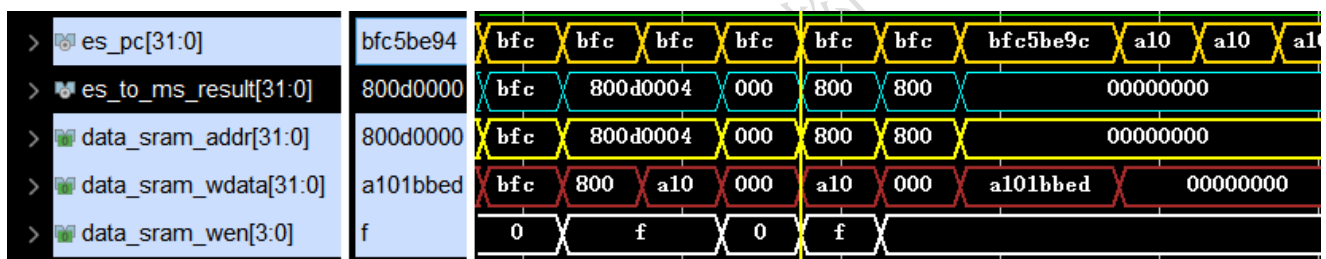 es_pc[31:0] bfc5be94 bfc bfc bfc bfc bfc bfc bfc5be9c a10 a10 a10
es_to_ms_result[31:0] 800d0000 bfc 800d0004 000 800 800 00000000
data_sram_addr[31:0] 800d0000 bfc 800d0004 000 800 800 00000000
data_sram_wdata[31:0] a101bbed bfc 800 a10 000 a10 000 a101bbed 00000000
data_sram_wen[3:0] f 0 f 0 f